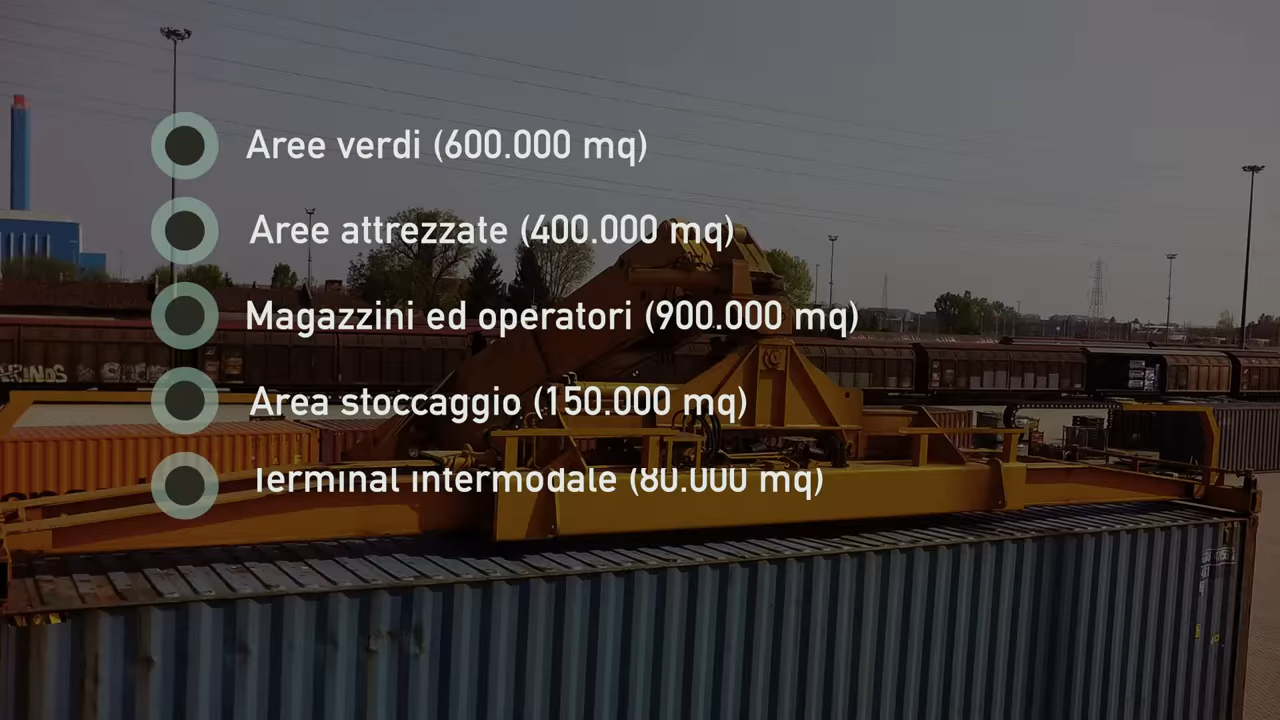 Aree verdi (600.000 mq)
Aree attrezzate (400.000 mq)
Magazzini ed operatori (900.000 mq)
Area stoccaggio (150.000 mq)
Terminal intermodale (80.000 mq)